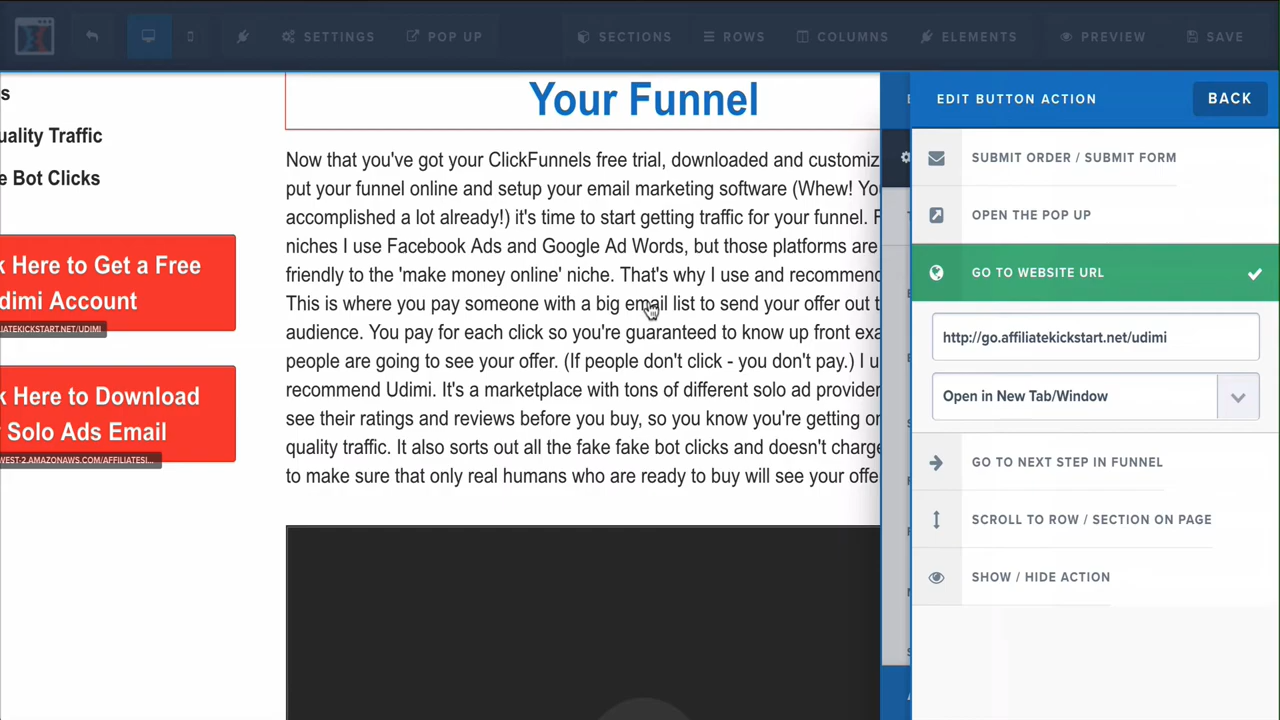 SETTINGS
POP UP
SECTIONS
ROWS
COLUMNS
ELEMENTS
PREVIEW
SAVE
s
uality Traffic
e Bot Clicks
k Here to Get a Free
dimi Account
LIATEKICKSTART.NET/UDIMI
k Here to Download
Solo Ads Email
WEST-2.AMAZONAWS.COM/AFFILIATESI...
Your Funnel
Now that you've got your ClickFunnels free trial, downloaded and customiz
put your funnel online and setup your email marketing software (Whew! Yo
accomplished a lot already!) it's time to start getting traffic for your funnel. F
niches I use Facebook Ads and Google Ad Words, but those platforms are
friendly to the 'make money online' niche. That's why I use and recommend
This is where you pay someone with a big email list to send your offer out t
audience. You pay for each click so you're guaranteed to know up front exa
people are going to see your offer. (If people don't click - you don't pay.) I u
recommend Udimi. It's a marketplace with tons of different solo ad provider
see their ratings and reviews before you buy, so you know you're getting or
quality traffic. It also sorts out all the fake fake bot clicks and doesn't charge
to make sure that only real humans who are ready to buy will see your offe
EDIT BUTTON ACTION
BACK
SUBMIT ORDER / SUBMIT FORM
OPEN THE POP UP
GO TO WEBSITE URL
http://go.affiliatekickstart.net/udimi
Open in New Tab/Window
GO TO NEXT STEP IN FUNNEL
SCROLL TO ROW / SECTION ON PAGE
SHOW / HIDE ACTION